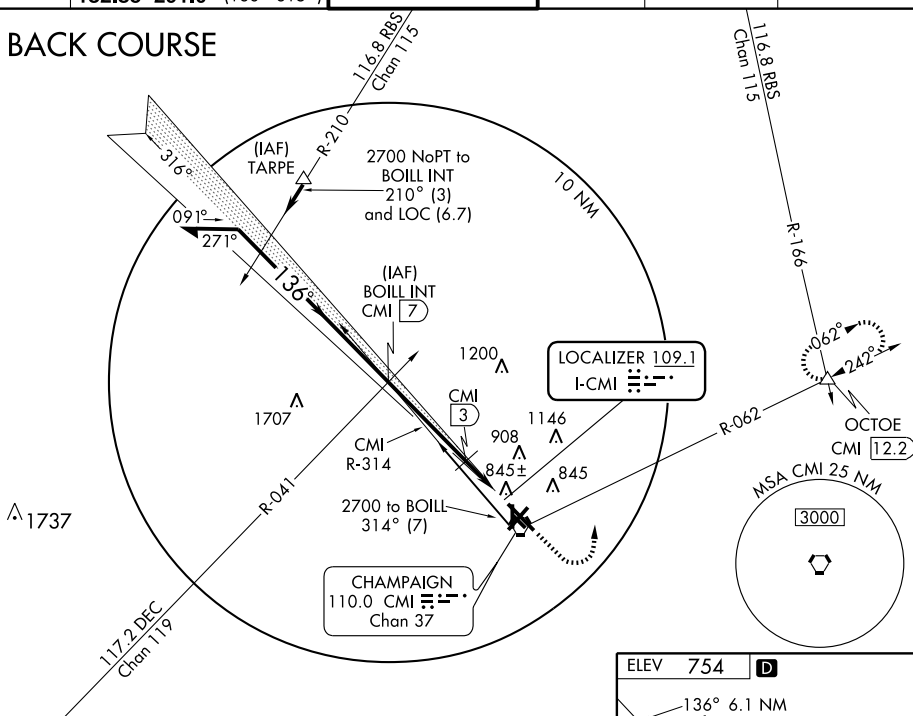 BACK COURSE
116.8 RBS
Chan 115
R-210
(IAF)
TARPE
2700 NoPT to
BOILL INT
210° (3)
and LOC (6.7)
10 NM
116.8 RBS
Chan 115
R-166
316°
091°
271°
136°
(IAF)
BOILL INT
CMI 7
1200
LOCALIZER 109.1
I-CMI
062°
242°
OCTOE
CMI 12.2
R-062
1707
CMI
3
1146
908
CMI
R-314
845±
845
1737
R-041
2700 to BOILL
314° (7)
MSA CMI 25 NM
3000
CHAMPAIGN
110.0 CMI
Chan 37
117.2 DEC
Chan 119
ELEV 754 D
136° 6.1 NM